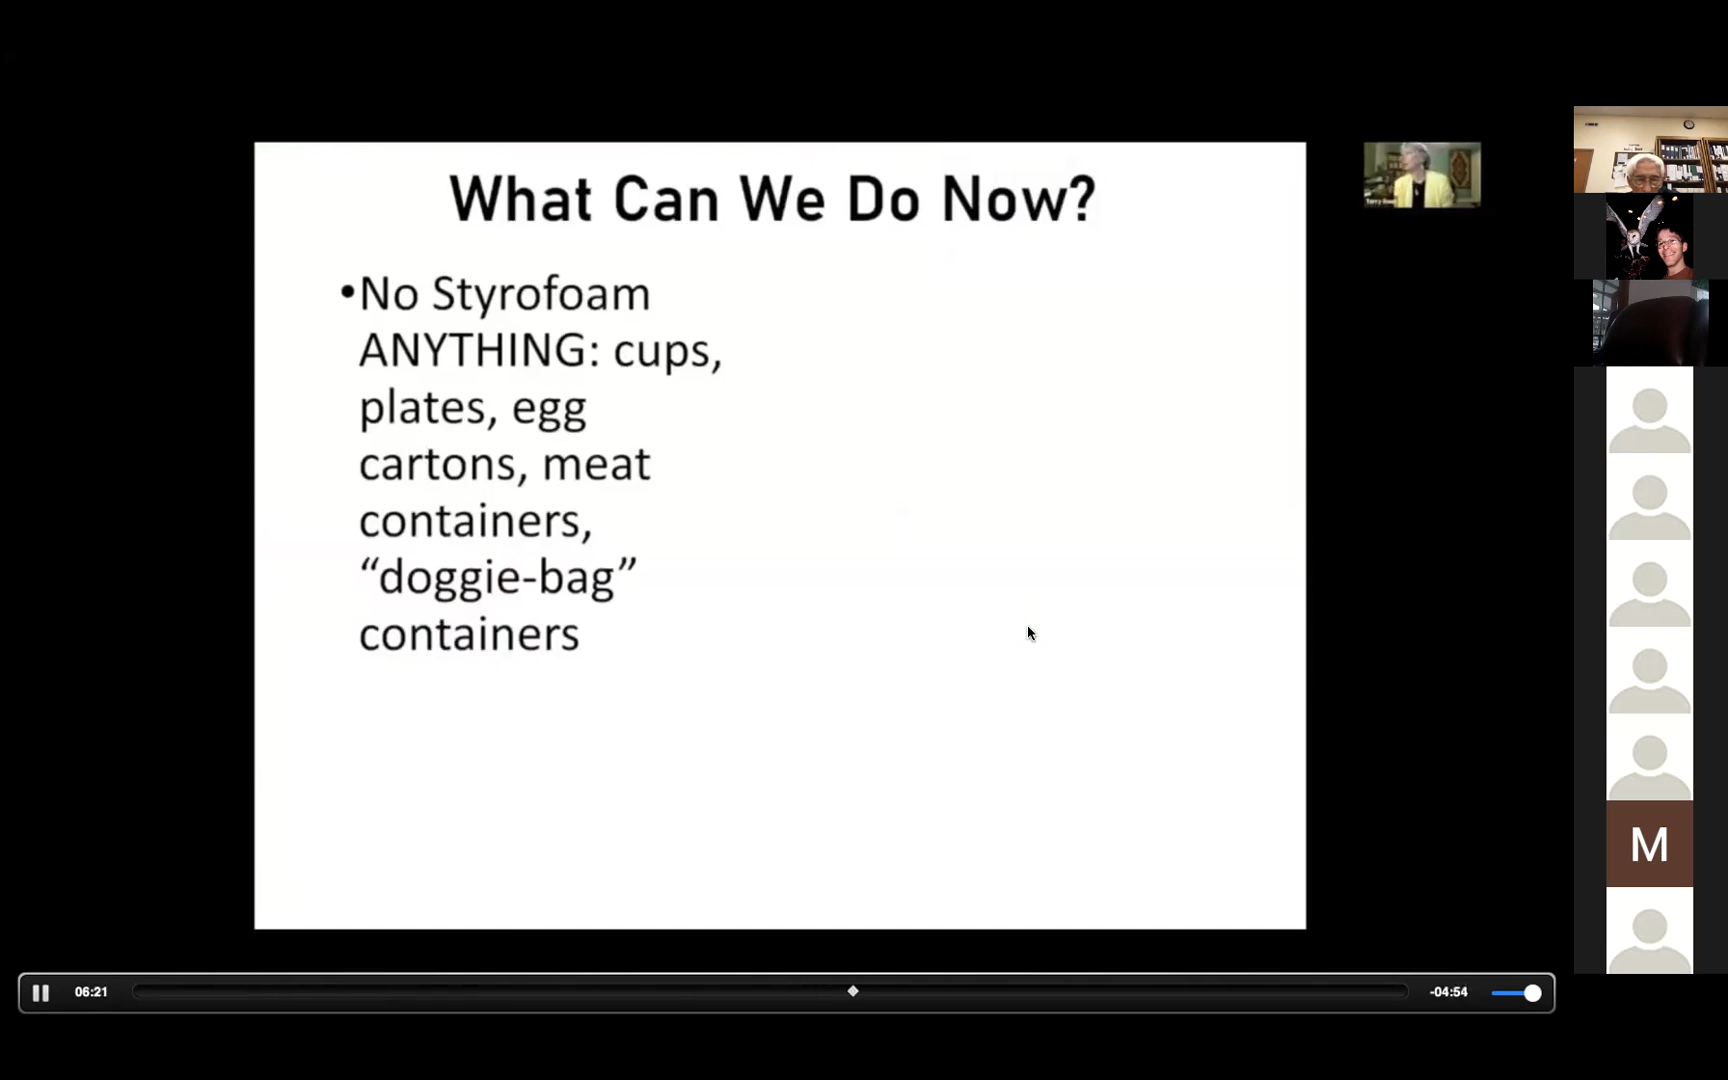 What Can We Do Now?
•No Styrofoam
ANYTHING: cups,
plates, egg
cartons, meat
containers,
“doggie-bag”
containers
M
06:21
-04:54